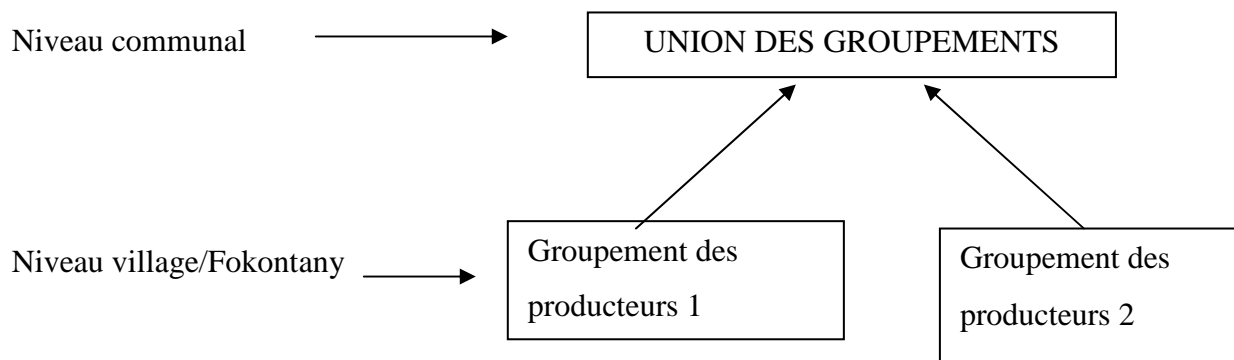 Niveau communal
UNION DES GROUPEMENTS
Niveau village/Fokontany
Groupement des
producteurs 1
Groupement des
producteurs 2